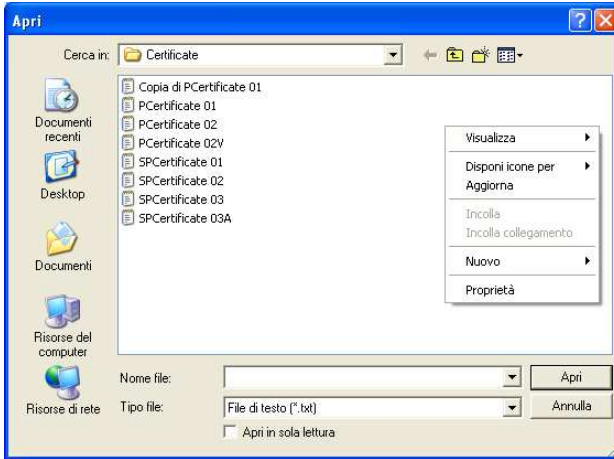 Apri
Cerca in:
Certificate
Documenti
recenti
Desktop
Documenti
Risorse del
computer
Risorse di rete
Copia di PCertificate 01
PCertificate 01
PCertificate 02
PCertificate 02V
SPCertificate 01
SPCertificate 02
SPCertificate 03
SPCertificate 03A
Visualizza
Disponi icone per
Aggiorna
Incolla
Incolla collegamento
Nuovo
Proprietà
Nome file:
Apri
Tipo file:
File di testo (*.txt)
Annulla
Apri in sola lettura